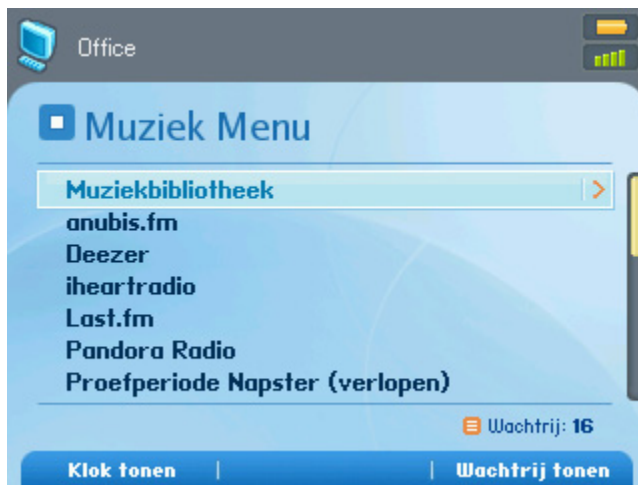 Office
Muziek Menu
Muziekbibliotheek
anubis.fm
Deezer
iheartradio
Last.fm
Pandora Radio
Proefperiode Napster (verlopen)
Wachtrij: 16
Klok tonen | | Wachtrij tonen